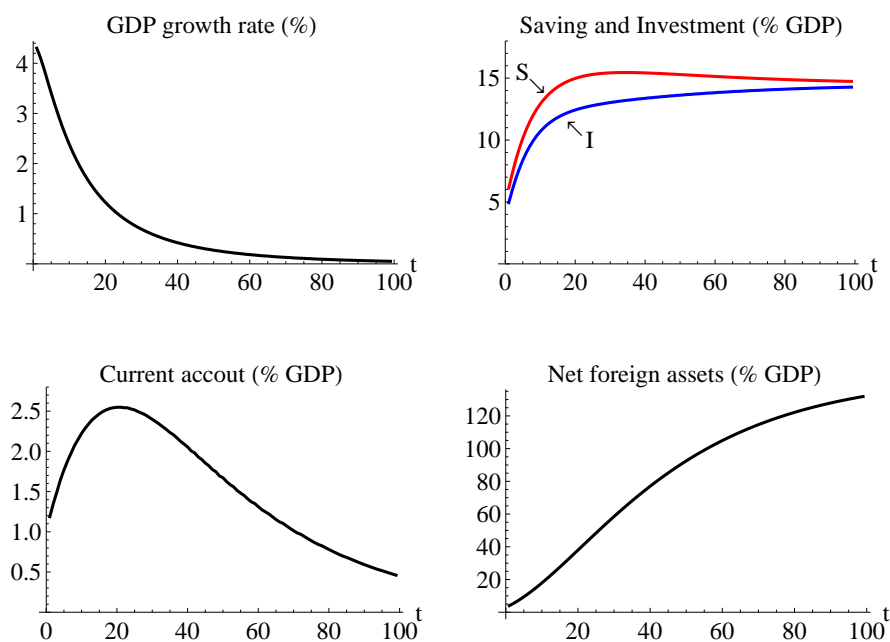 GDP growth rate (%)
4
3
2
1
20 40 60 80 100 t
Saving and Investment (% GDP)
15
10
5
S
I
0 20 40 60 80 100 t
Current accout (% GDP)
2.5
2.0
1.5
1.0
0.5
0 20 40 60 80 100 t
Net foreign assets (% GDP)
120
100
80
60
40
20
0 20 40 60 80 100 t